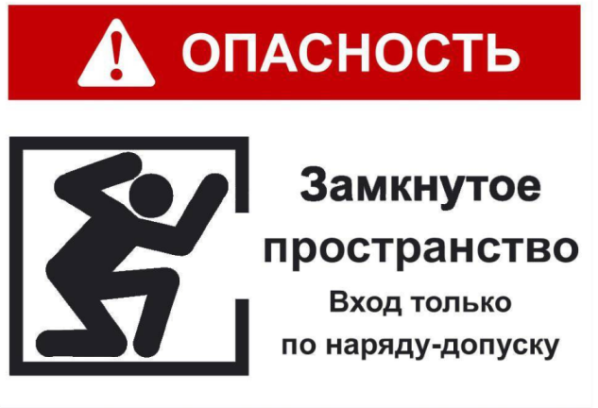 ОПАСНОСТЬ
Замкнутое
пространство
Вход только
по наряду-допуску